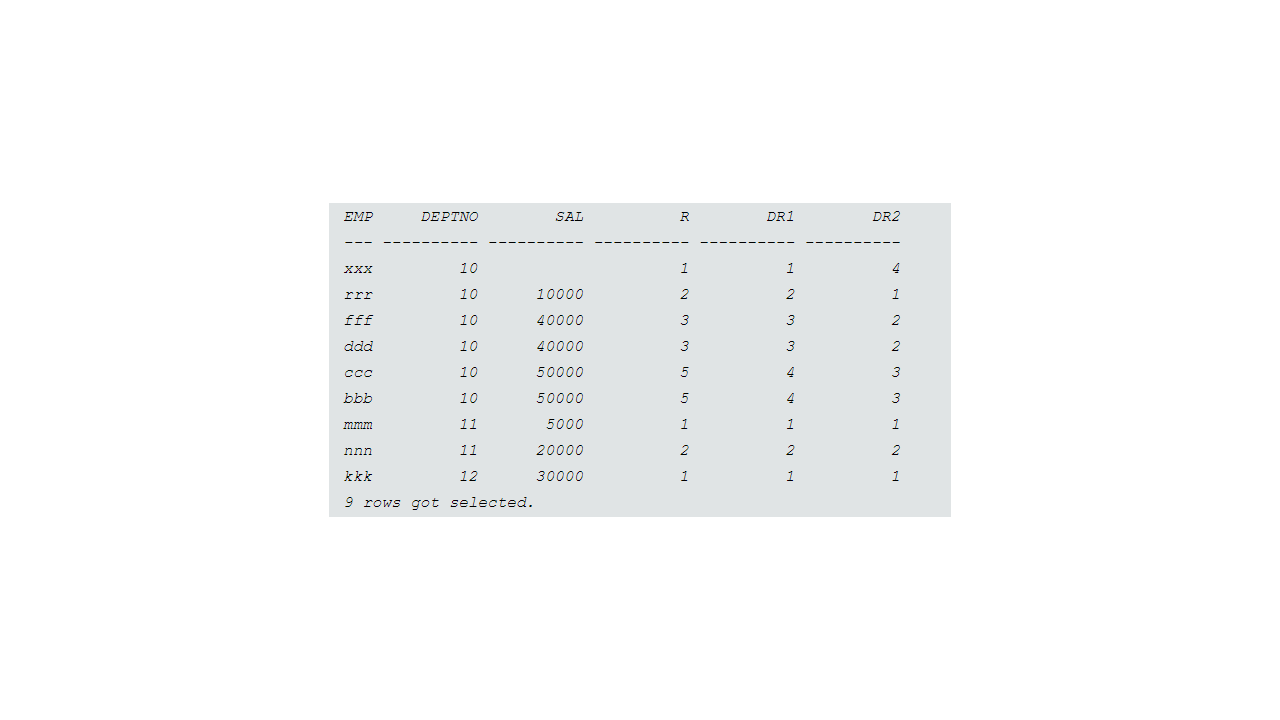 EMP DEPTNO SAL R DR1 DR2
--- ---------- ---------- ---------- ---------- ----------
xxx 10 1 1 4
rrr 10 10000 2 2 1
fff 10 40000 3 3 2
ddd 10 40000 3 3 2
ccc 10 50000 5 4 3
bbb 10 50000 5 4 3
mmm 11 5000 1 1 1
nnn 11 20000 2 2 2
kkk 12 30000 1 1 1
9 rows got selected.